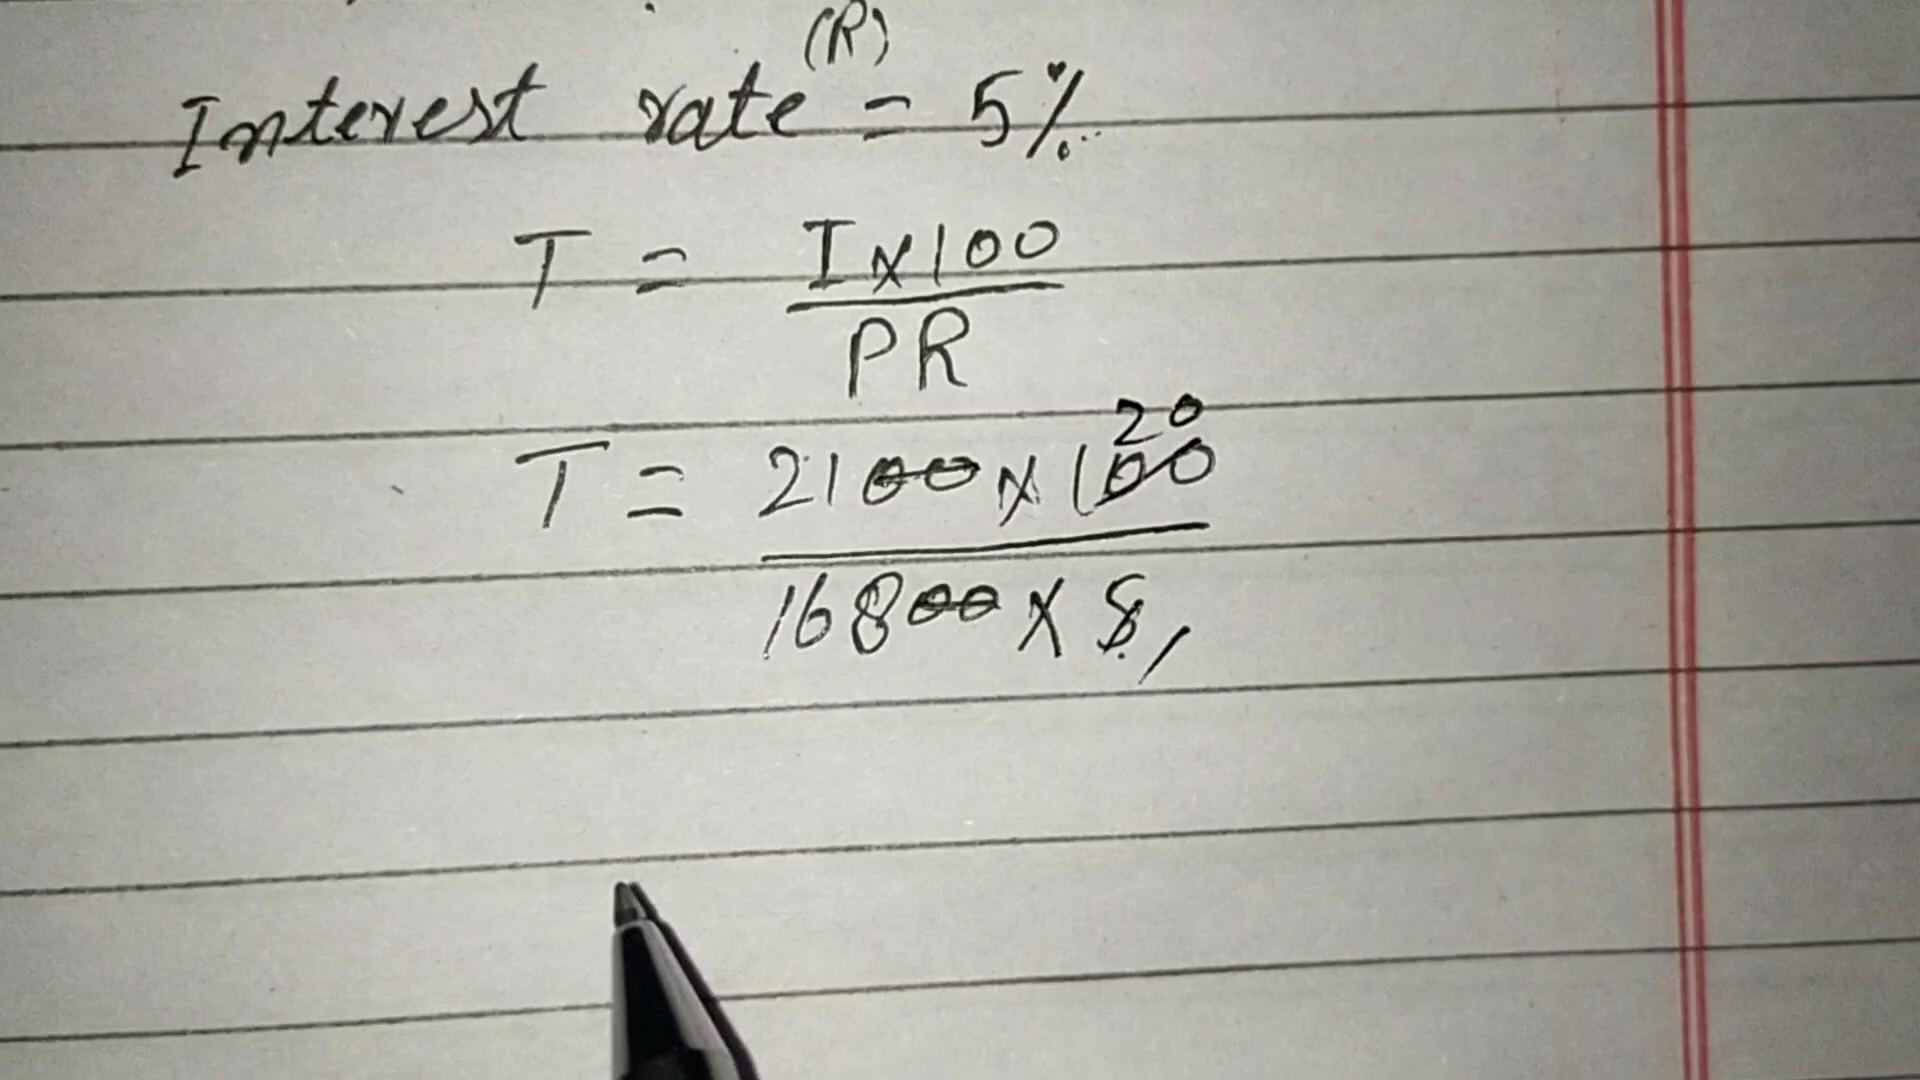 (R)
Interest rate = 5%
T = I×100
PR
20
T = 2100×100
16800×5